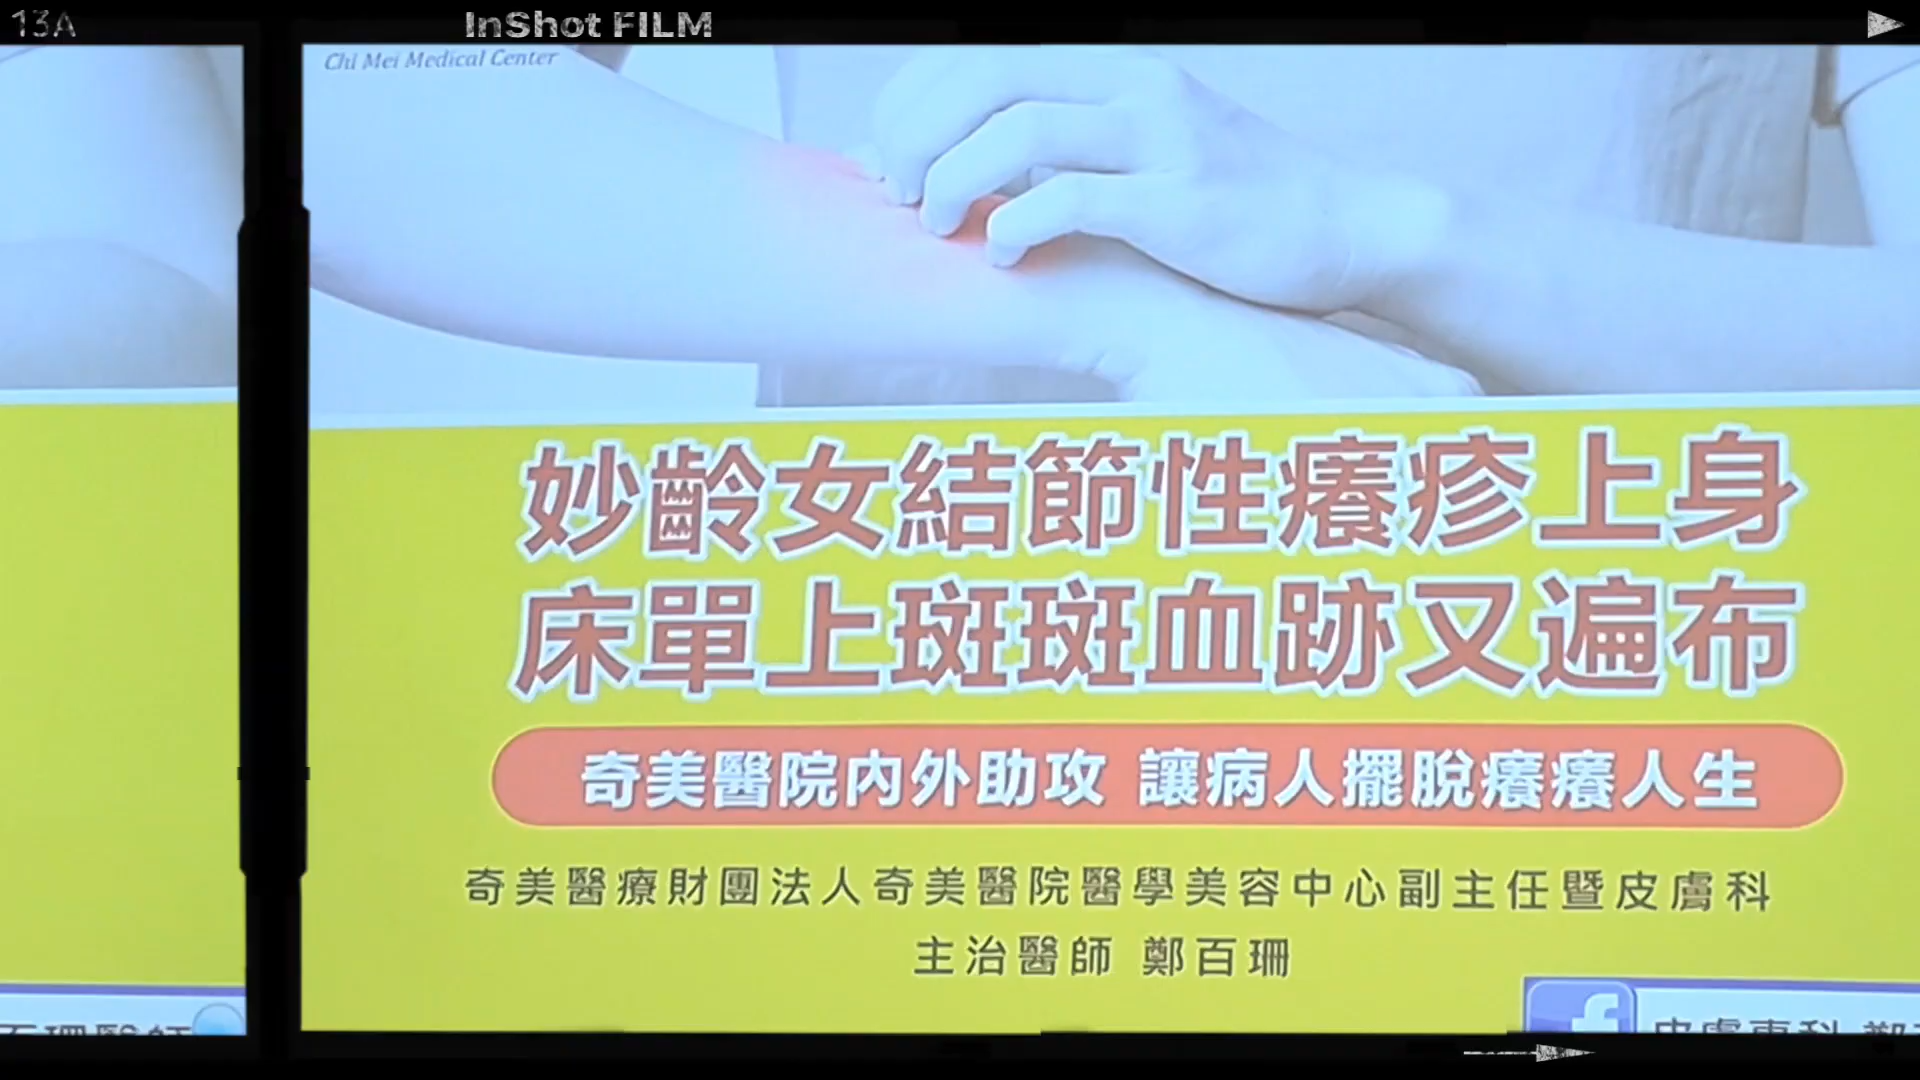 13A
InShot FILM
Chi Mei Medical Center
妙齡女結節性癢疹上身
床單上斑斑血跡又遍布
奇美醫院內外助攻 讓病人擺脫癢癢人生
奇美醫療財團法人奇美醫院醫學美容中心副主任暨皮膚科
主治醫師 鄭百珊